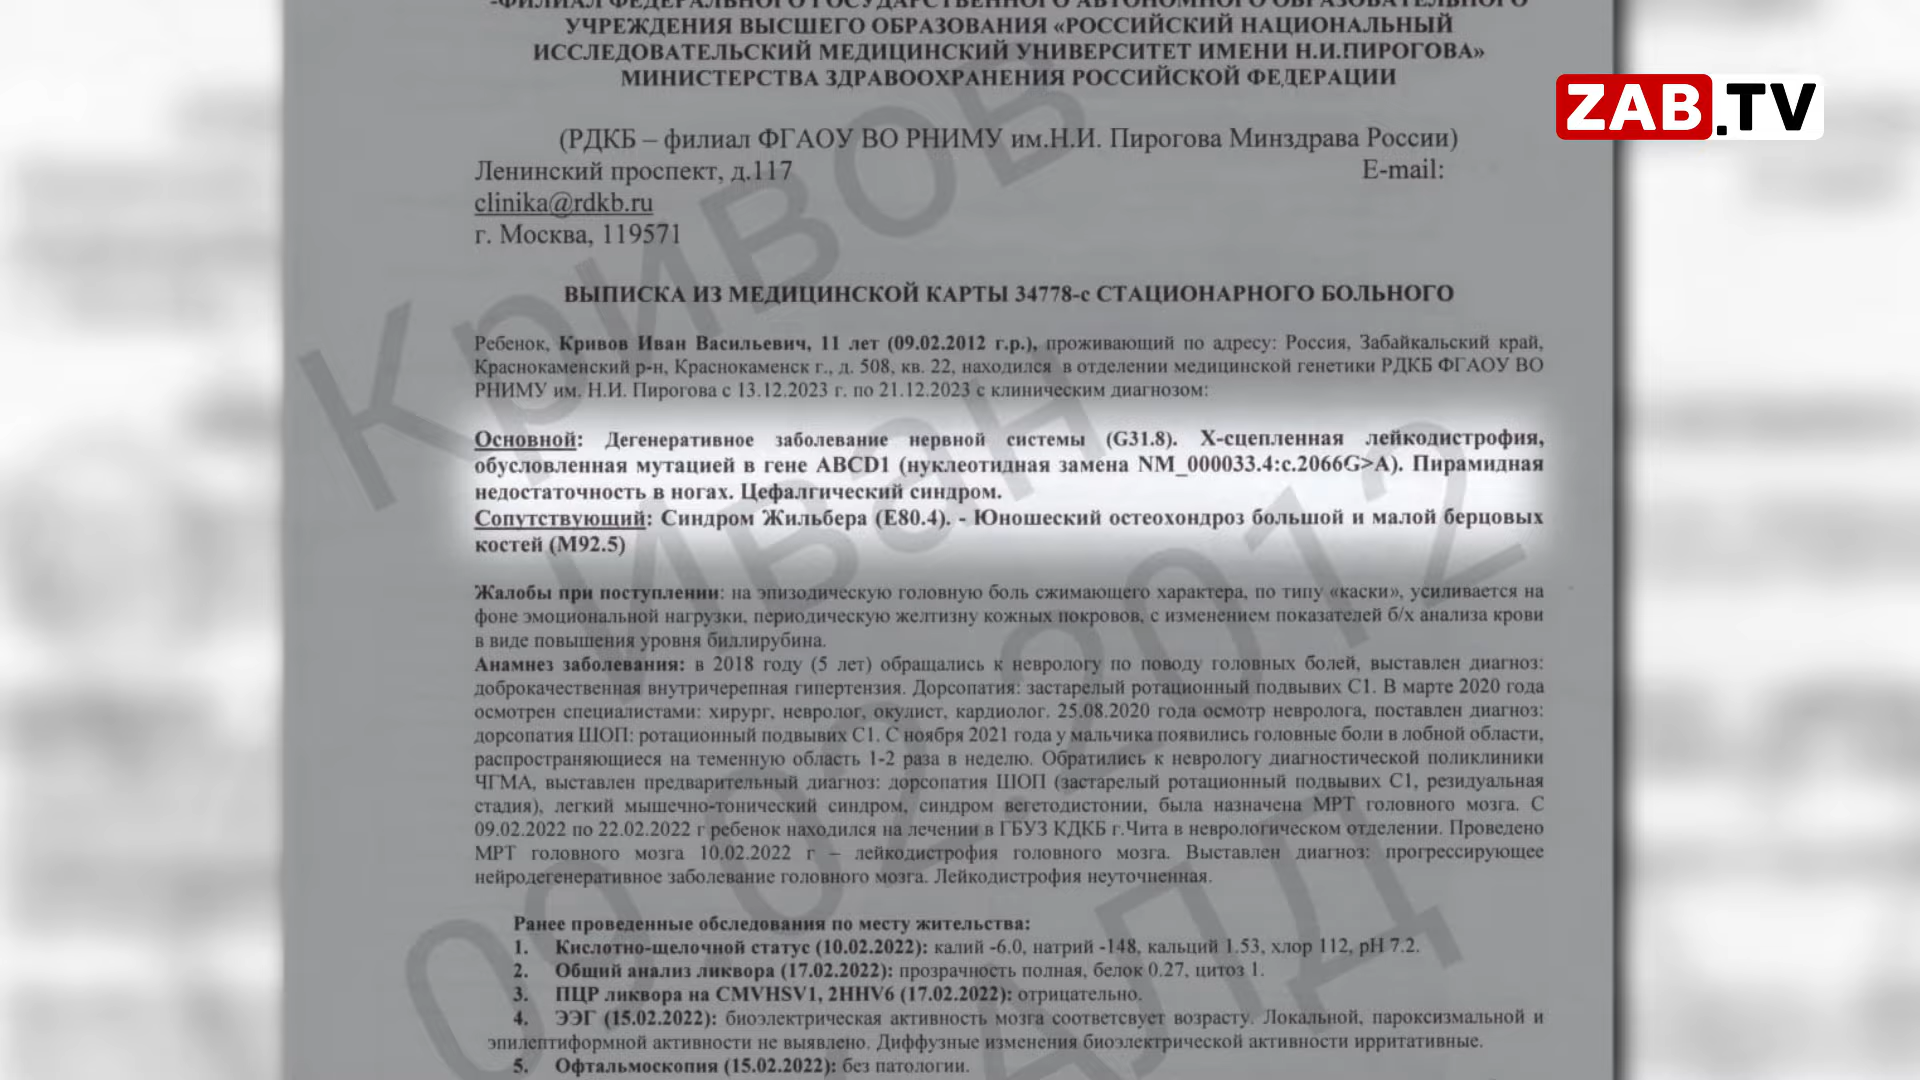 -ФИЛИАЛ ФЕДЕРАЛЬНОГО ГОСУДАРСТВЕННОГО АВТОНОМНОГО ОБРАЗОВАТЕЛЬНОГО
УЧРЕЖДЕНИЯ ВЫСШЕГО ОБРАЗОВАНИЯ «РОССИЙСКИЙ НАЦИОНАЛЬНЫЙ
ИССЛЕДОВАТЕЛЬСКИЙ МЕДИЦИНСКИЙ УНИВЕРСИТЕТ ИМЕНИ Н.И.ПИРОГОВА»
МИНИСТЕРСТВА ЗДРАВООХРАНЕНИЯ РОССИЙСКОЙ ФЕДЕРАЦИИ
ZAB.TV
(РДКБ – филиал ФГАОУ ВО РНИМУ им.Н.И. Пирогова Минздрава России)
Ленинский проспект, д.117 E-mail:
clinika@rdkb.ru
г. Москва, 119571
ВЫПИСКА ИЗ МЕДИЦИНСКОЙ КАРТЫ 34778-с СТАЦИОНАРНОГО БОЛЬНОГО
Ребенок, Кривов Иван Васильевич, 11 лет (09.02.2012 г.р.), проживающий по адресу: Россия, Забайкальский край,
Краснокаменский р-н, Краснокаменск г., д. 508, кв. 22, находился в отделении медицинской генетики РДКБ ФГАОУ ВО
РНИМУ им. Н.И. Пирогова с 13.12.2023 г. по 21.12.2023 с клиническим диагнозом:
Основной: Дегенеративное заболевание нервной системы (G31.8). Х-сцепленная лейкодистрофия,
обусловленная мутацией в гене ABCD1 (нуклеотидная замена NM_000033.4:c.2066G>A). Пирамидная
недостаточность в ногах. Цефалгический синдром.
Сопутствующий: Синдром Жильбера (Е80.4). - Юношеский остеохондроз большой и малой берцовых
костей (М92.5)
Жалобы при поступлении: на эпизодическую головную боль сжимающего характера, по типу «каски», усиливается на
фоне эмоциональной нагрузки, периодическую желтизну кожных покровов, с изменением показателей б/х анализа крови
в виде повышения уровня биллирубина.
Анамнез заболевания: в 2018 году (5 лет) обращались к неврологу по поводу головных болей, выставлен диагноз:
доброкачественная внутричерепная гипертензия. Дорсопатия: застарелый ротационный подвывих С1. В марте 2020 года
осмотрен специалистами: хирург, невролог, окулист, кардиолог. 25.08.2020 года осмотр невролога, поставлен диагноз:
дорсопатия ШОП: ротационный подвывих С1. С ноября 2021 года у мальчика появились головные боли в лобной области,
распространяющиеся на теменную область 1-2 раза в неделю. Обратились к неврологу диагностической поликлиники
ЧГМА, выставлен предварительный диагноз: дорсопатия ШОП (застарелый ротационный подвывих С1, резидуальная
стадия), легкий мышечно-тонический синдром, синдром вегетодистонии, была назначена МРТ головного мозга. С
09.02.2022 по 22.02.2022 г ребенок находился на лечении в ГБУЗ КДКБ г.Чита в неврологическом отделении. Проведено
МРТ головного мозга 10.02.2022 г – лейкодистрофия головного мозга. Выставлен диагноз: прогрессирующее
нейродегенеративное заболевание головного мозга. Лейкодистрофия неуточненная.
Ранее проведенные обследования по месту жительства:
1. Кислотно-щелочной статус (10.02.2022): калий -6.0, натрий -148, кальций 1.53, хлор 112, рН 7.2.
2. Общий анализ ликвора (17.02.2022): прозрачность полная, белок 0.27, цитоз 1.
3. ПЦР ликвора на CMVHSV1, 2HHV6 (17.02.2022): отрицательно.
4. ЭЭГ (15.02.2022): биоэлектрическая активность мозга соответсвует возрасту. Локальной, пароксизмальной и
эпилептиформной активности не выявлено. Диффузные изменения биоэлектрической активности ирритативные.
5. Офтальмоскопия (15.02.2022): без патологии.
Кривов
Иван
09.02.2012
АЛД